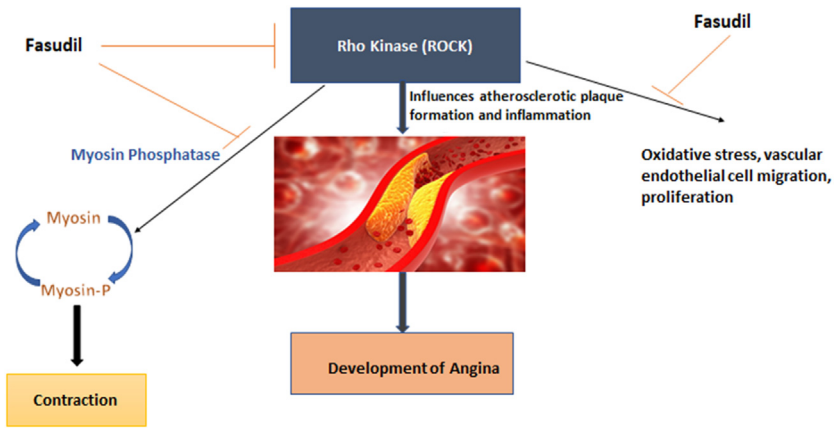 Fasudil
Rho Kinase (ROCK)
Fasudil
Influences atherosclerotic plaque
formation and inflammation
Myosin Phosphatase
Oxidative stress, vascular
endothelial cell migration,
proliferation
Myosin
Myosin-P
Development of Angina
Contraction